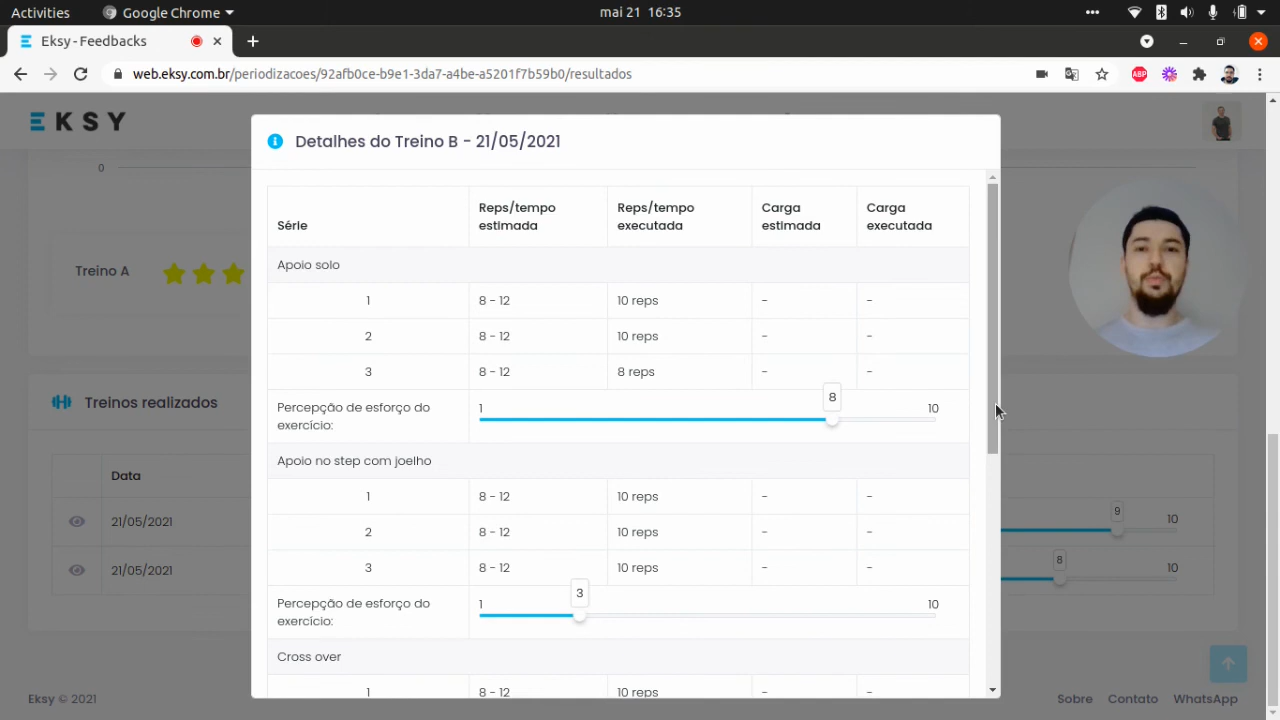 Activities
Google Chrome
mai 21 16:35
Eksy - Feedbacks
web.eksy.com.br/periodizacoes/92afb0ce-b9e1-3da7-a4be-a5201f7b59b0/resultados
ABP
EKSY
Detalhes do Treino B - 21/05/2021
0
Série
Reps/tempo estimada
Reps/tempo executada
Carga estimada
Carga executada
Apoio solo
Treino A
1 8 - 12 10 reps - -
2 8 - 12 10 reps - -
3 8 - 12 8 reps - -
Percepção de esforço do exercício:
1 8 10
Treinos realizados
Apoio no step com joelho
Data
1 8 - 12 10 reps - -
21/05/2021
9 10
2 8 - 12 10 reps - -
21/05/2021
8 10
3 8 - 12 10 reps - -
Percepção de esforço do exercício:
1 3 10
Cross over
1 8 - 12 10 reps
Eksy © 2021
Sobre Contato WhatsApp